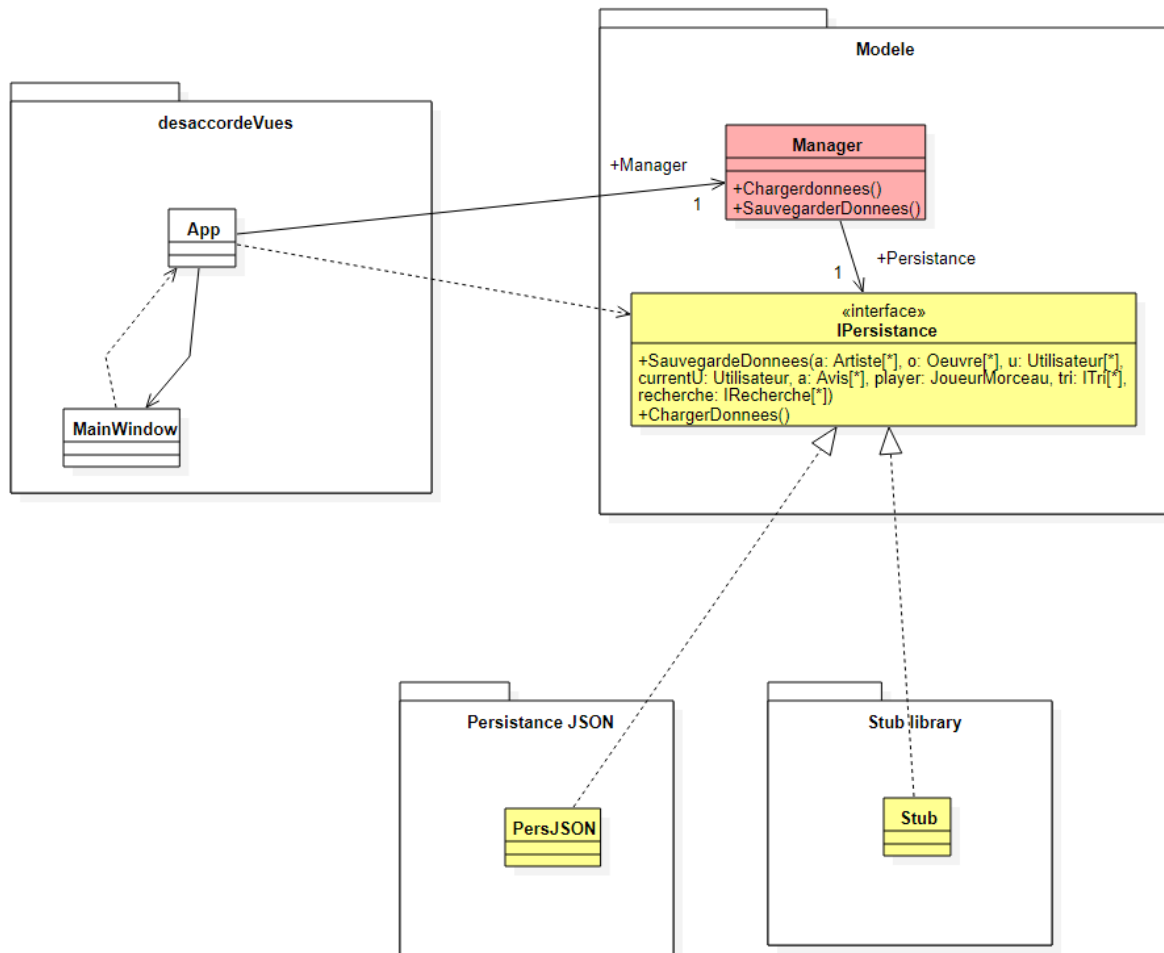 Modele
desaccordeVues
Manager
+Manager
+Chargerdonnees()
+SauvegarderDonnees()
1
App
+Persistance
1
«interface»
IPersistance
+SauvegardeDonnees(a: Artiste[*], o: Oeuvre[*], u: Utilisateur[*],
currentU: Utilisateur, a: Avis[*], player: JoueurMorceau, tri: ITri[*],
recherche: IRecherche[*])
+ChargerDonnees()
MainWindow
Persistance JSON
Stub library
PersJSON
Stub